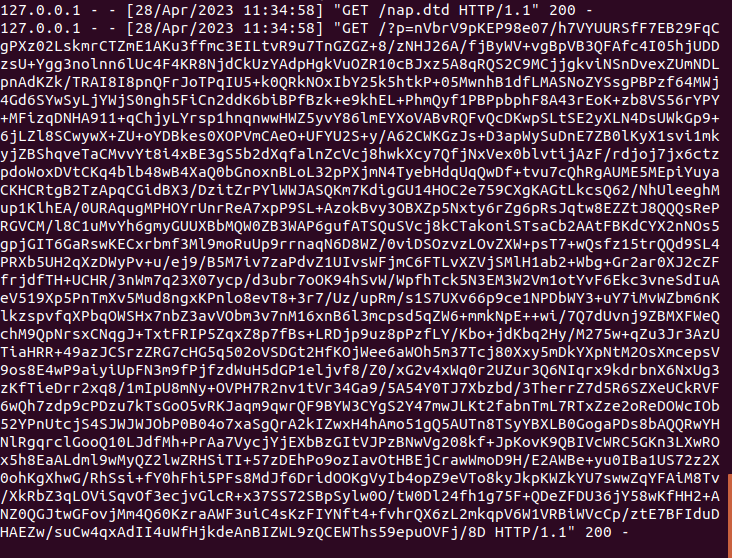 127.0.0.1 - - [28/Apr/2023 11:34:58] "GET /nap.dtd HTTP/1.1" 200 -
127.0.0.1 - - [28/Apr/2023 11:34:58] "GET /?p=nVbrV9pKEP98e07/h7VYUURSfF7EB29FqC
gPXz02LskmrCTZmE1AKu3ffmc3EILtvR9u7TnGZGZ+8/zNHJ26A/fjByWV+vgBpVB3QFAfc4I05hjUDD
zsU+Ygg3nolnn6lUc4F4KR8NjdCkUzYAdpHgkVuOZR10cBJxz5A8qRQS2C9MCjjgkviNSnDvexZUmNDL
pnAdKZk/TRAI8I8pnQFrJoTPqIU5+k0QRkNOxIbY25k5htkP+05MwnhB1dfLMASNoZYSsgPBPzf64MWj
4Gd6SYwSyLjYWjS0ngh5FiCn2ddK6biBPfBzk+e9khEL+PhmQyf1PBPpbphF8A43rEoK+zb8VS56rYPY
+MFizqDNHA911+qChjyLYrsp1hnqnwwHWZ5yvY86lmEYXoVABvRQFvQcDKwpSLtSE2yXLN4DsUWkGp9+
6jLZl8SCwywX+ZU+oYDBkes0XOPVmCAeO+UFYU2S+y/A62CWKGzJs+D3apWySuDnE7ZB0lKyX1svi1mk
yjZBShqveTaCMvvYt8i4xBE3gS5b2dXqfalnZcVcj8hwkXcy7QfjNxVex0blvtijAzF/rdjoj7jx6ctz
pdoWoxDVtCKq4blb48wB4XaQ0bGnoxnBLoL32pPXjmN4TyebHdqUqQwDf+tvu7cQhRgAUME5MEpiYuya
CKHCRtgB2TzApqCGidBX3/DzitZrPYlWWJASQKm7KdigGU14HOC2e759CXgKAGtLkcsQ62/NhUleeghM
up1KlhEA/0URAqugMPHOYrUnrReA7xpP9SL+AzokBvy3OBXZp5Nxty6rZg6pRsJqtw8EZZtJ8QQQsReP
RGVCM/l8C1uMvYh6gmyGUUXBbMQW0ZB3WAP6gufATSQuSVcj8kCTakoniSTsaCb2AAtFBKdCYX2nNOs5
gpjGIT6GaRswKECxrbmf3Ml9moRuUp9rrnaqN6D8WZ/0viDSOzvzLOvZXW+psT7+wQsfz15trQQd9SL4
PRXb5UH2qXzDWyPv+u/ej9/B5M7iv7zaPdvZ1UIvsWFjmC6FTLvXZVjSMlH1ab2+Wbg+Gr2ar0XJ2cZF
frjdfTH+UCHR/3nWm7q23X07ycp/d3ubr7oOK94hSvW/WpfhTck5N3EM3W2Vm1otYvF6Ekc3vneSdIuA
eV519Xp5PnTmXv5Mud8ngxKPnlo8evT8+3r7/Uz/upRm/s1S7UXv66p9ce1NPDbWY3+uY7iMvWZbm6nK
lkzspvfqXPbqOWSHx7nbZ3avVObm3v7nM16xnB6l3mcpsd5qZW6+mmkNpE++wi/7Q7dUvnj9ZBMXFWeQ
chM9QpNrsxCNqgJ+TxtFRIP5ZqxZ8p7fBs+LRDjp9uz8pPzfLY/Kbo+jdKbq2Hy/M275w+qZu3Jr3AzU
TiaHRR+49azJCSrzZRG7cHG5q502oVSDGt2HfKOjWee6aWOh5m37Tcj80Xxy5mDkYXpNtM2OsXmcepsV
9os8E4wP9aiyiUpFN3m9fPjfzdWuH5dGP1eljvf8/Z0/xG2v4xWq0r2UZur3Q6NIqrx9kdrbnX6NxUg3
zKfTieDrr2xq8/1mIpU8mNy+OVPH7R2nv1tVr34Ga9/5A54Y0TJ7Xbzbd/3TherrZ7d5R6SZXeUCkRVF
6wQh7zdp9cPDzu7kTsGoO5vRKJaqm9qwrQF9BYW3CYgS2Y47mwJLKt2fabnTmL7RTxZze2oReDOWcIOb
52YPnUtcjS4SJWJWJObP0B04o7xaSgQrA2kIZwxH4hAmo51gQ5AUTn8TSyYBXLB0GogaPDs8bAQQRwYH
NlRgqrclGooQ10LJdfMh+PrAa7VycjYjEXbBzGItVJPzBNwVg208kf+JpKovK9QBIVcWRC5GKn3LXwRO
x5h8EaALdml9wMyQZ2lwZRHSiTI+57zDEhPo9ozIavOtHBEjCrawWmoD9H/E2AWBe+yu0IBa1US72z2X
0ohKgXhwG/RhSsi+fY0hFhi5PFs8MdJf6DridOOKgVyIb4opZ9eVTo8kyJkpKWZkYU7swwZqYFAiM8Tv
/XkRbZ3qLOViSqvOf3ecjvGlcR+x37SS72SBpSylw0O/tW0Dl24fh1g75F+QDeZFDU36jY58wKfHH2+A
NZ0QGJtwGFovjMm4Q60KzraAWF3uiC4sKzFIYNft4+fvhrQX6zL2mkqpV6W1VRBiWVcCp/ztE7BFIduD
HAEZw/suCw4qxAdII4uWfHjkdeAnBIZWL9zQCEWThs59epuOVFj/8D HTTP/1.1" 200 -